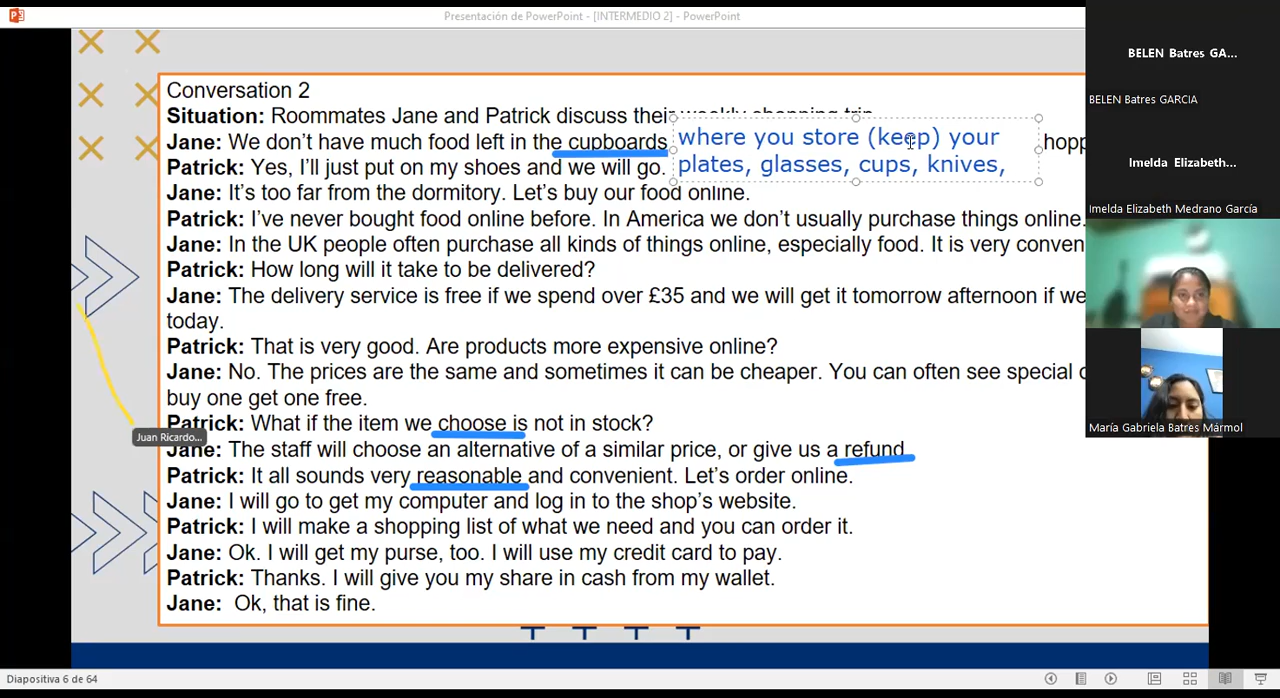 Presentación de PowerPoint - [INTERMEDIO 2] - PowerPoint
BELEN Batres GA...
BELEN Batres GARCIA
Imelda Elizabeth...
Imelda Elizabeth Medrano García
María Gabriela Batres Mármol
Conversation 2
Situation: Roommates Jane and Patrick discuss their weekly shopping trip
Jane: We don't have much food left in the cupboards
where you store (keep) your
plates, glasses, cups, knives,
Patrick: Yes, I'll just put on my shoes and we will go.
Jane: It's too far from the dormitory. Let's buy our food online.
Patrick: I've never bought food online before. In America we don't usually purchase things online.
Jane: In the UK people often purchase all kinds of things online, especially food. It is very conven
Patrick: How long will it take to be delivered?
Jane: The delivery service is free if we spend over £35 and we will get it tomorrow afternoon if we
today.
Patrick: That is very good. Are products more expensive online?
Jane: No. The prices are the same and sometimes it can be cheaper. You can often see special
buy one get one free.
Patrick: What if the item we choose is not in stock?
Juan Ricardo...
Jane: The staff will choose an alternative of a similar price, or give us a refund
Patrick: It all sounds very reasonable and convenient. Let's order online.
Jane: I will go to get my computer and log in to the shop's website.
Patrick: I will make a shopping list of what we need and you can order it.
Jane: Ok. I will get my purse, too. I will use my credit card to pay.
Patrick: Thanks. I will give you my share in cash from my wallet.
Jane: Ok, that is fine.
Diapositiva 6 de 64